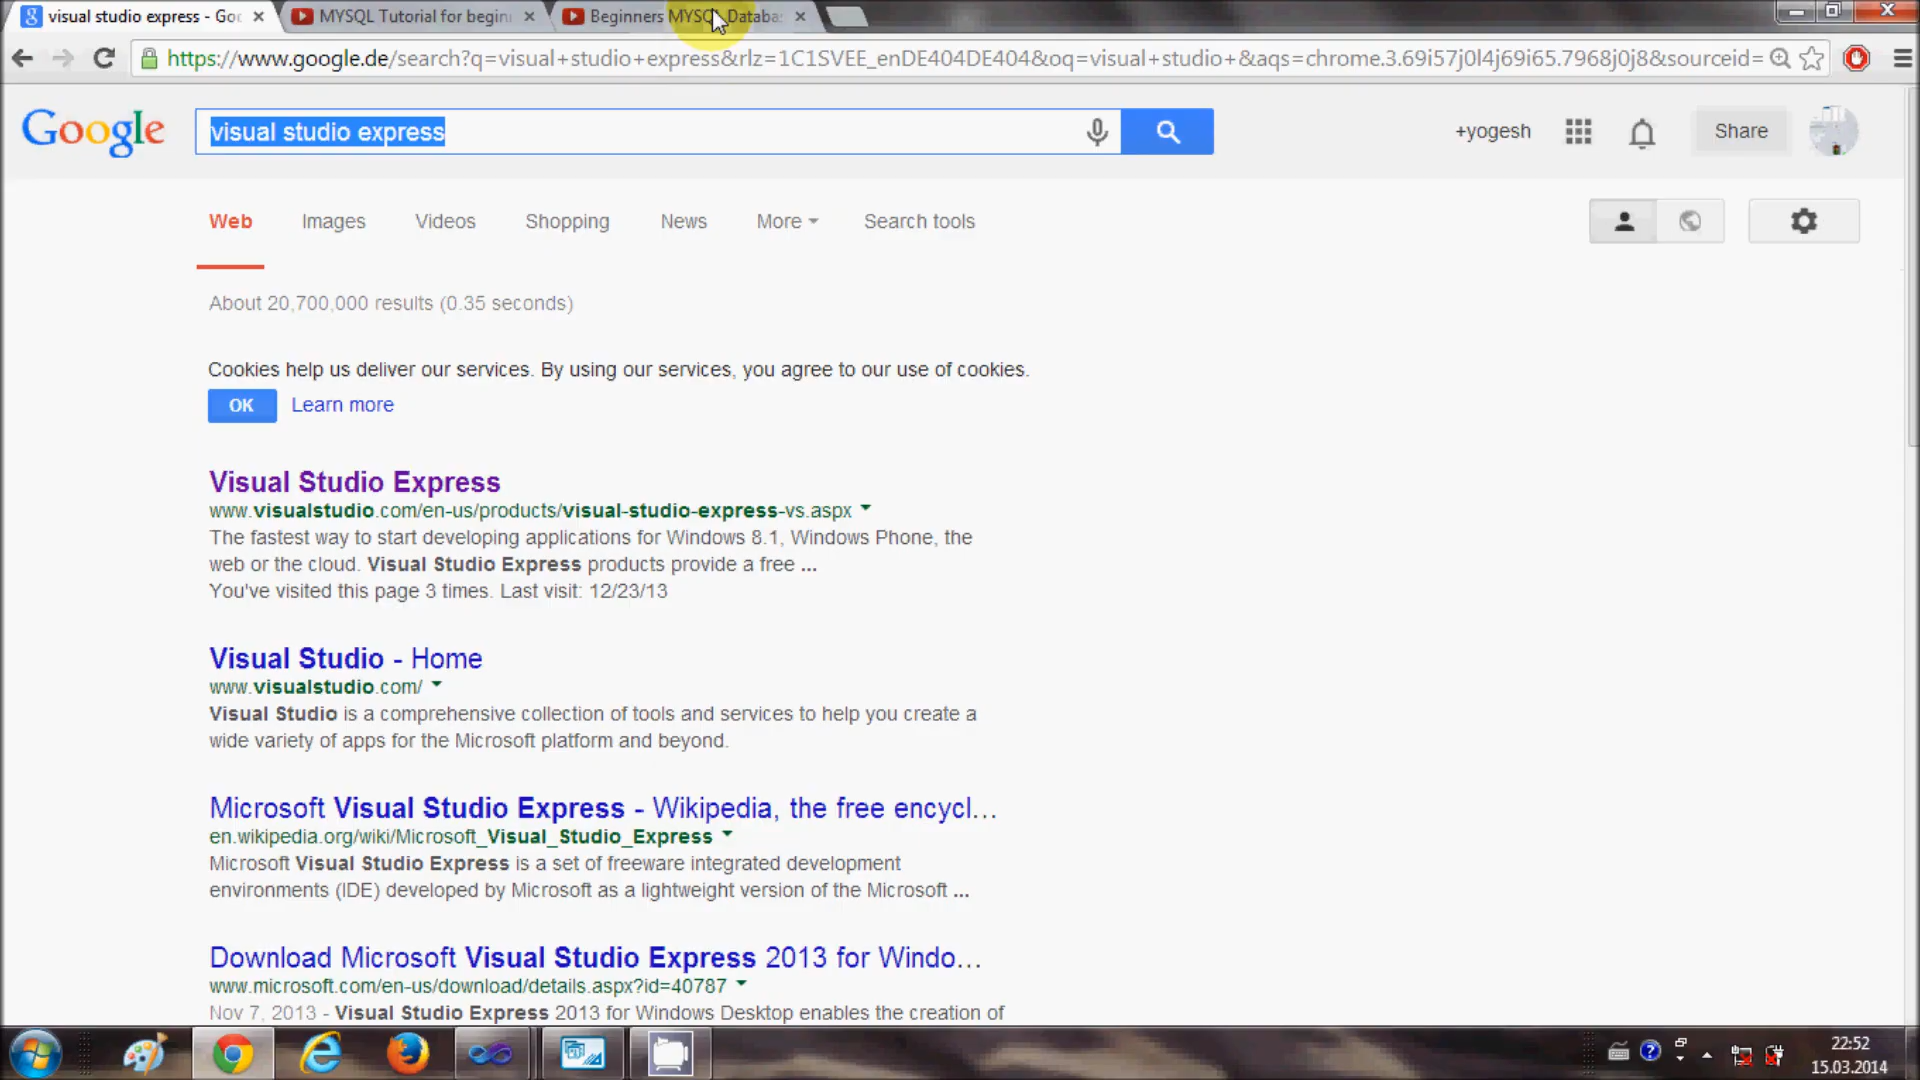 visual studio express - Goo
MYSQL Tutorial for beginn
Beginners MYSQL Databa
https://www.google.de/search?q=visual+studio+express&rlz=1C1SVEE_enDE404DE404&oq=visual+studio+&aqs=chrome.3.69i57j0l4j69i65.7968j0j8&sourceid=
Google
visual studio express
+yogesh
Share
Web Images Videos Shopping News More Search tools
About 20,700,000 results (0.35 seconds)
Cookies help us deliver our services. By using our services, you agree to our use of cookies.
OK Learn more
Visual Studio Express
www.visualstudio.com/en-us/products/visual-studio-express-vs.aspx
The fastest way to start developing applications for Windows 8.1, Windows Phone, the
web or the cloud. Visual Studio Express products provide a free ...
You've visited this page 3 times. Last visit: 12/23/13
Visual Studio - Home
www.visualstudio.com/
Visual Studio is a comprehensive collection of tools and services to help you create a
wide variety of apps for the Microsoft platform and beyond.
Microsoft Visual Studio Express - Wikipedia, the free encycl...
en.wikipedia.org/wiki/Microsoft_Visual_Studio_Express
Microsoft Visual Studio Express is a set of freeware integrated development
environments (IDE) developed by Microsoft as a lightweight version of the Microsoft ...
Download Microsoft Visual Studio Express 2013 for Windo...
www.microsoft.com/en-us/download/details.aspx?id=40787
Nov 7, 2013 - Visual Studio Express 2013 for Windows Desktop enables the creation of
22:52
15.03.2014